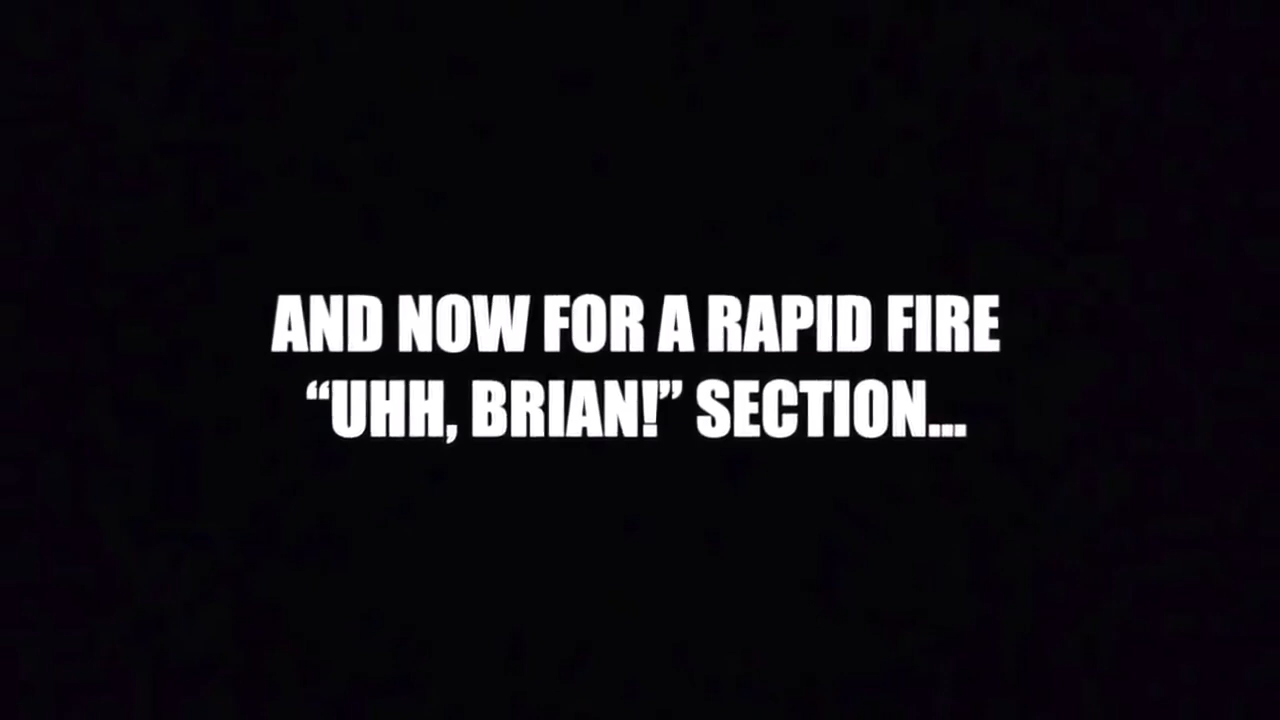 AND NOW FOR A RAPID FIRE
“UHH, BRIAN!” SECTION...